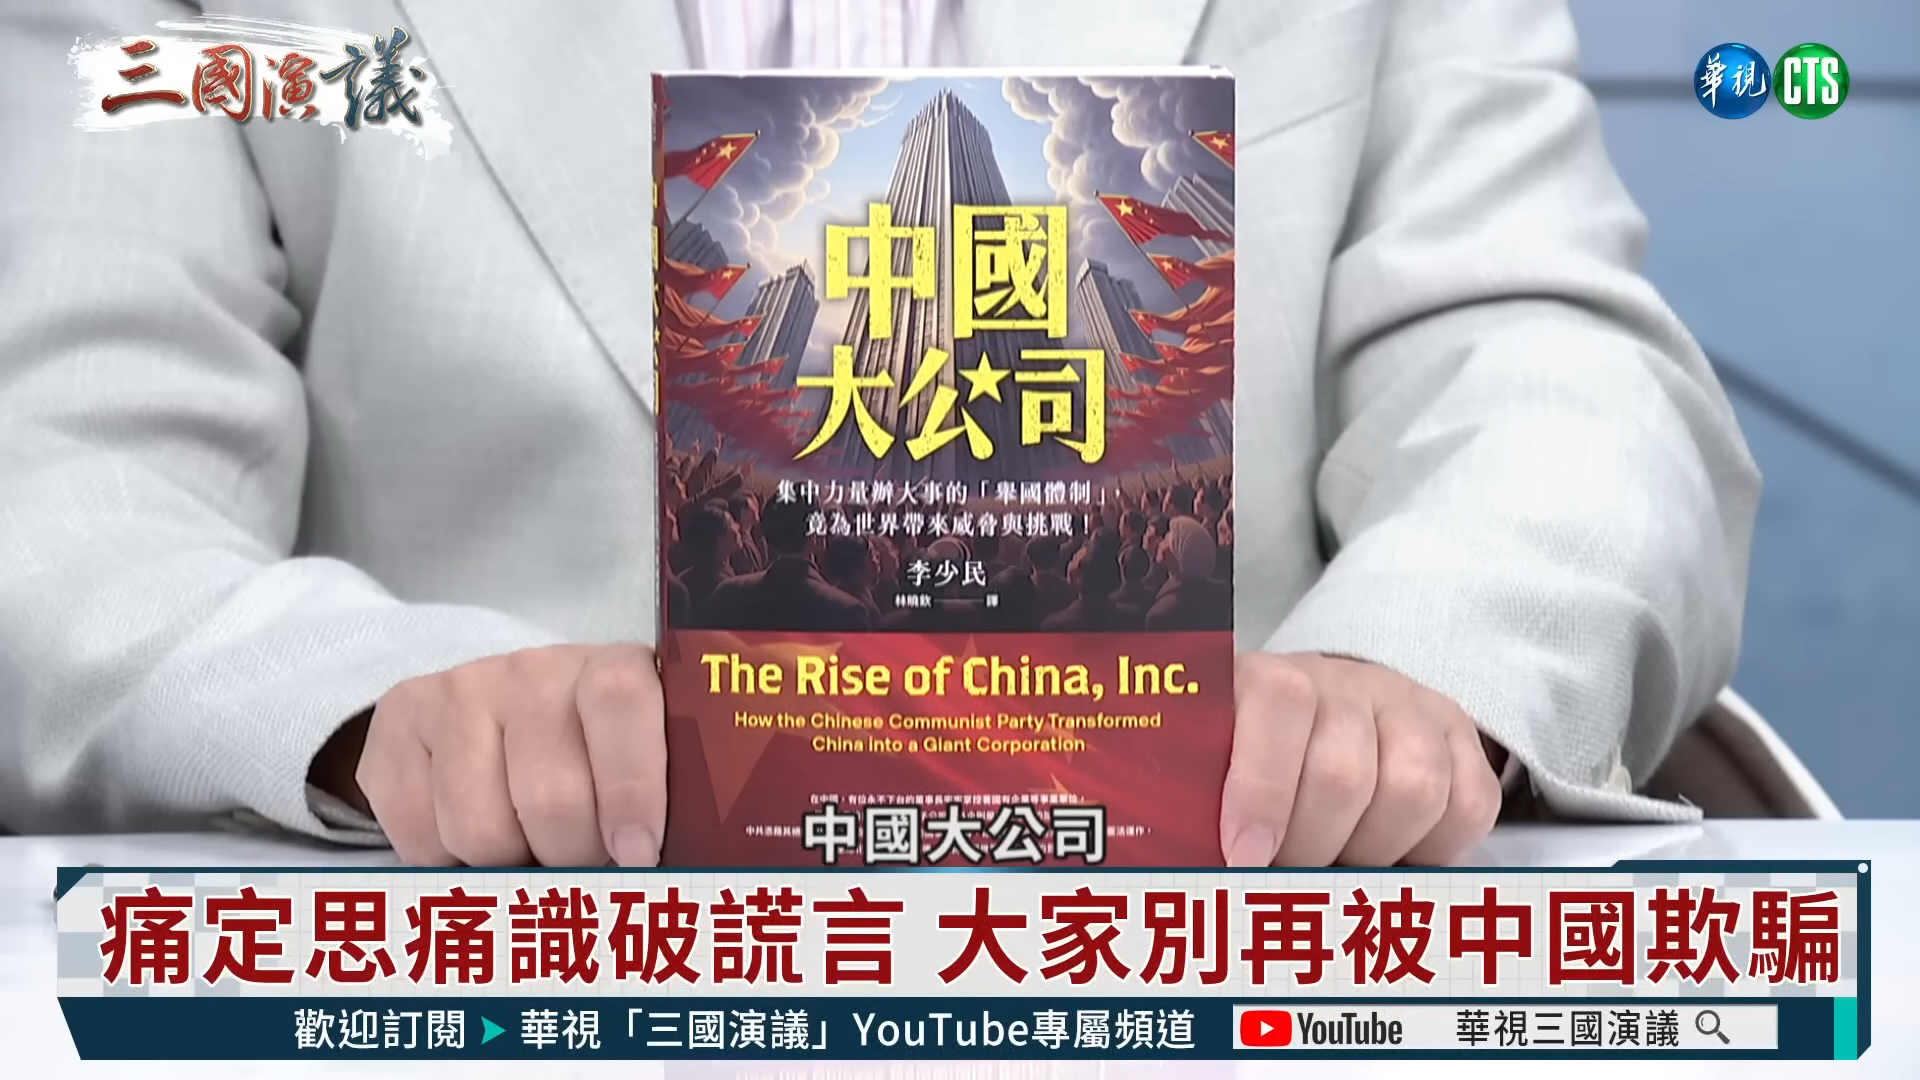 三國演議
華視 CTS
中國
大公司
集中力量辦大事的「舉國體制」，
竟為世界帶來威脅與挑戰！
李少民
林曉欽 譯
The Rise of China, Inc.
How the Chinese Communist Party Transformed
China into a Giant Corporation
中國大公司
痛定思痛識破謊言 大家別再被中國欺騙
歡迎訂閱 華視「三國演議」YouTube專屬頻道
YouTube 華視三國演議